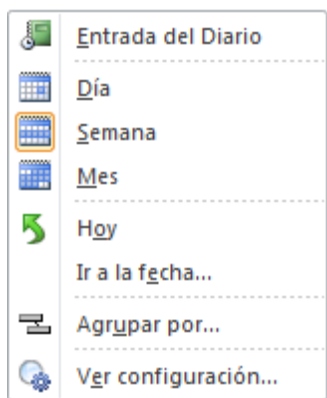 Entrada del Diario
Día
Semana
Mes
Hoy
Ir a la fecha...
Agrupar por...
Ver configuración...